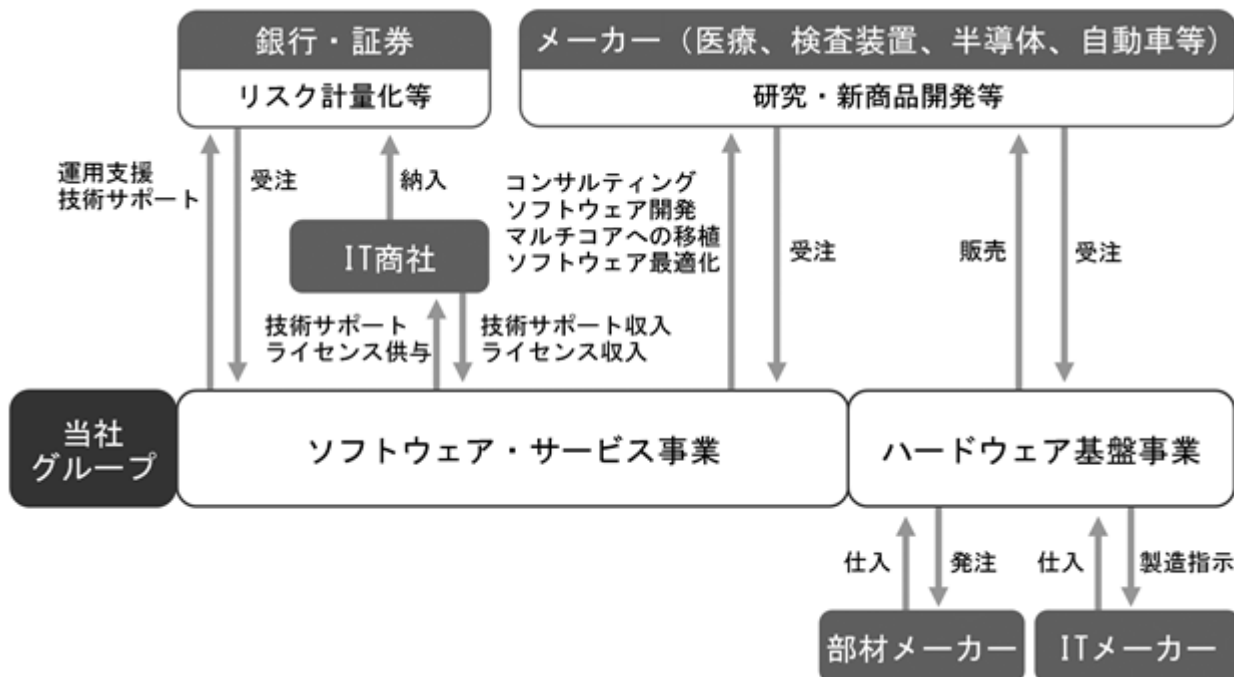 銀行・証券
リスク計量化等
メーカー（医療、検査装置、半導体、自動車等）
研究・新商品開発等
運用支援
技術サポート
受注
納入
IT商社
技術サポート
ライセンス供与
技術サポート収入
ライセンス収入
コンサルティング
ソフトウェア開発
マルチコアへの移植
ソフトウェア最適化
受注
販売
受注
当社
グループ
ソフトウェア・サービス事業
ハードウェア基盤事業
仕入
発注
仕入
製造指示
部材メーカー
ITメーカー